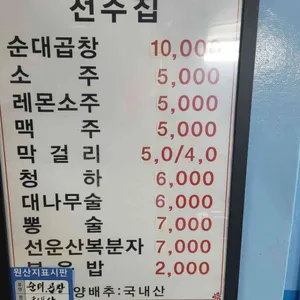 선수집
순대곱창 10,000
소 주 5,000
레몬소주 5,000
맥 주 5,000
막 걸 리 5,0/4,0
청 하 6,000
대나무술 6,000
뽕 술 7,000
선운산복분자 7,000
볶 음 밥 2,000
원산지표시판
양배추:국내산